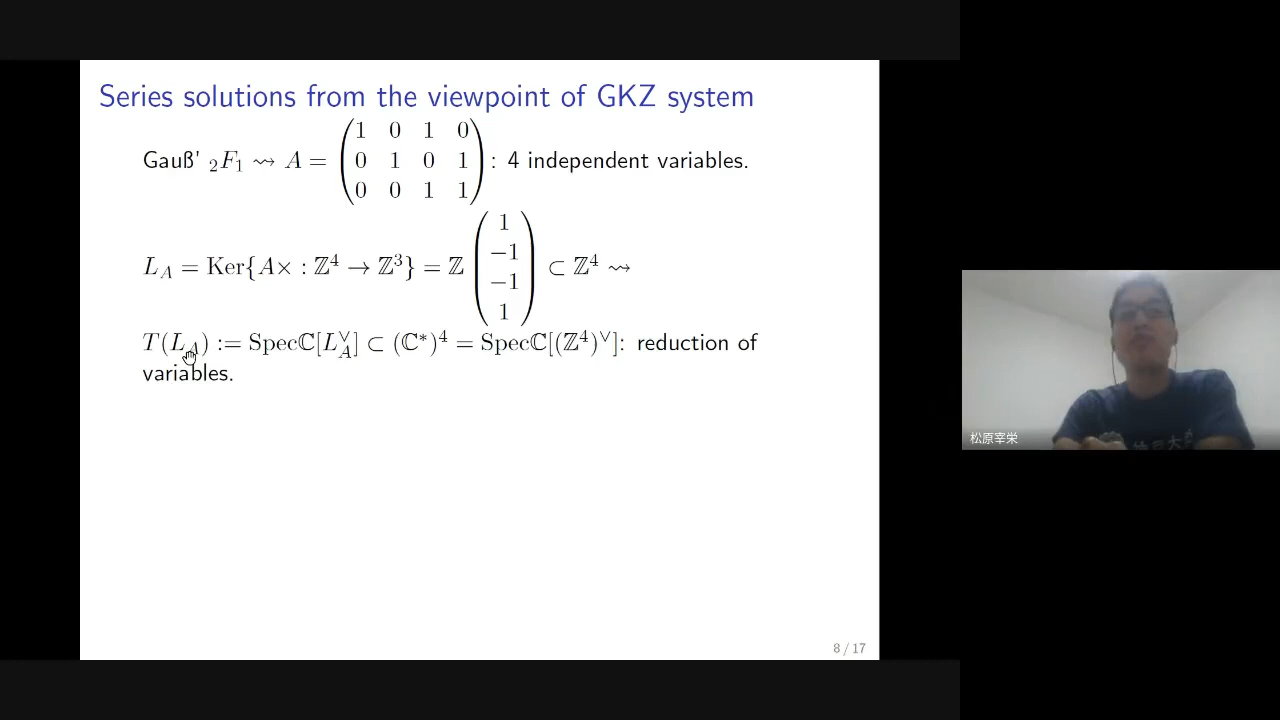 Series solutions from the viewpoint of GKZ system
Gauß' ₂F₁ ⇝ A = (1 0 1 0; 0 1 0 1; 0 0 1 1) : 4 independent variables.
L_A = Ker{A× : ℤ⁴ → ℤ³} = ℤ (1; −1; −1; 1) ⊂ ℤ⁴ ⇝
T(L_A) := Specℂ[L_A^∨] ⊂ (ℂ*)⁴ = Specℂ[(ℤ⁴)^∨]: reduction of
variables.
8 / 17
松原宰栄